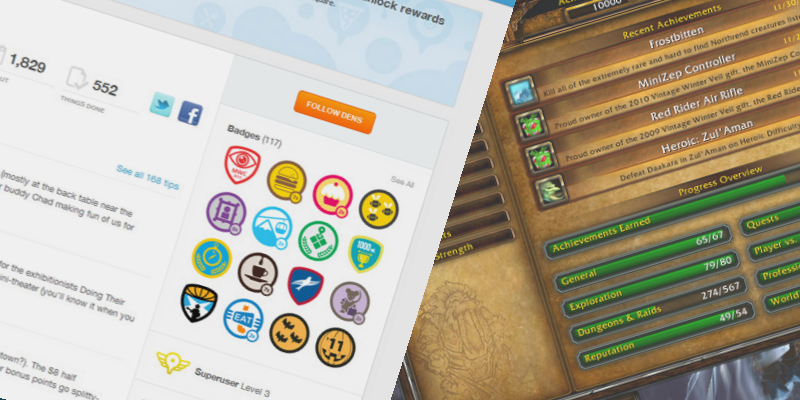 nlock rewards
pare.
1,829
UT
552
THINGS DONE
See all 168 tips
(mostly at the back table near the
r buddy Chad making fun of us for
for the exhibitionists Doing Their
ini-theater (you'll know it when you
town?). The $8 half
r bonus points go splitty-
FOLLOW DENS
Badges (117)
See All
1000
EAT
'11
Superuser Level 3
10000
Recent Achievements
Frostbitten
Kill all of the extremely rare and hard to find Northrend creatures
MiniZep Controller
Proud owner of the 2010 Vintage Winter Veil gift, the MiniZep
Red Rider Air Rifle
Proud owner of the 2009 Vintage Winter Veil gift, the Red Rider
Heroic: Zul'Aman
Defeat Daakara in Zul'Aman on Heroic Difficulty
Progress Overview
Achievements Earned
General 65/67
Exploration 79/80
Dungeons & Raids 274/567
Reputation 49/54
Quests
Player vs.
Professi
World
rs
Strength